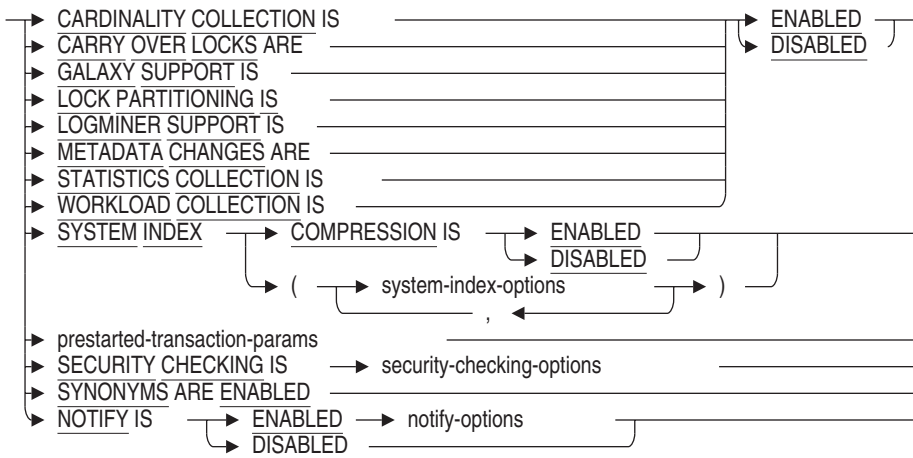 CARDINALITY COLLECTION IS ENABLED
CARRY OVER LOCKS ARE DISABLED
GALAXY SUPPORT IS
LOCK PARTITIONING IS
LOGMINER SUPPORT IS
METADATA CHANGES ARE
STATISTICS COLLECTION IS
WORKLOAD COLLECTION IS
SYSTEM INDEX COMPRESSION IS ENABLED
DISABLED
( system-index-options )
,
prestarted-transaction-params
SECURITY CHECKING IS security-checking-options
SYNONYMS ARE ENABLED
NOTIFY IS ENABLED notify-options
DISABLED